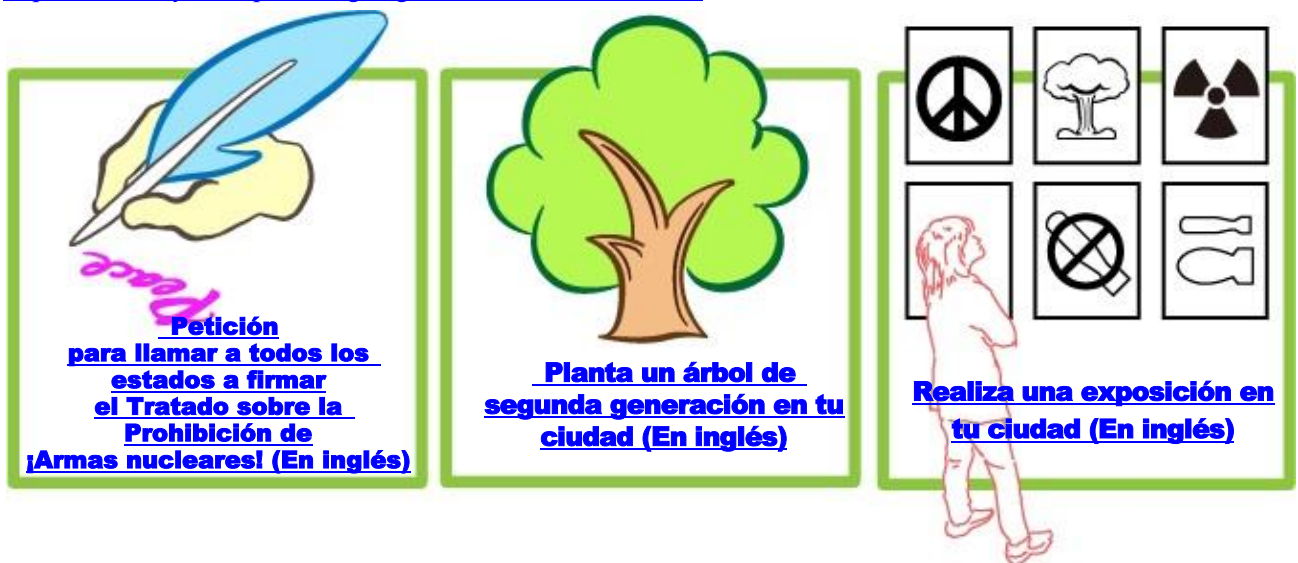 Peace
Petición
para llamar a todos los
estados a firmar
el Tratado sobre la
Prohibición de
¡Armas nucleares! (En inglés)
Planta un árbol de
segunda generación en tu
ciudad (En inglés)
Realiza una exposición en
tu ciudad (En inglés)